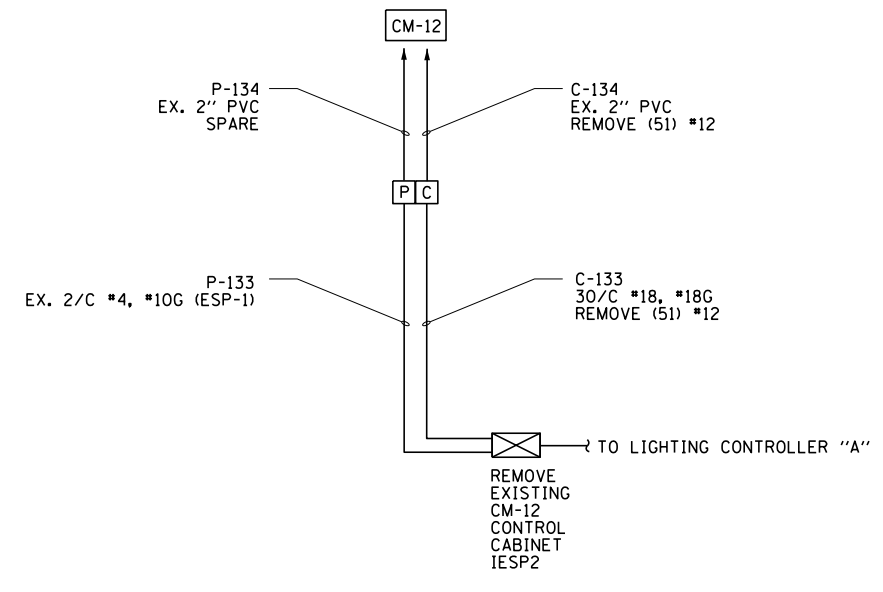 CM-12
P-134
EX. 2" PVC
SPARE
C-134
EX. 2" PVC
REMOVE (51) #12
P C
P-133
EX. 2/C #4, #10G (ESP-1)
C-133
30/C #18, #18G
REMOVE (51) #12
TO LIGHTING CONTROLLER "A"
REMOVE
EXISTING
CM-12
CONTROL
CABINET
IESP2